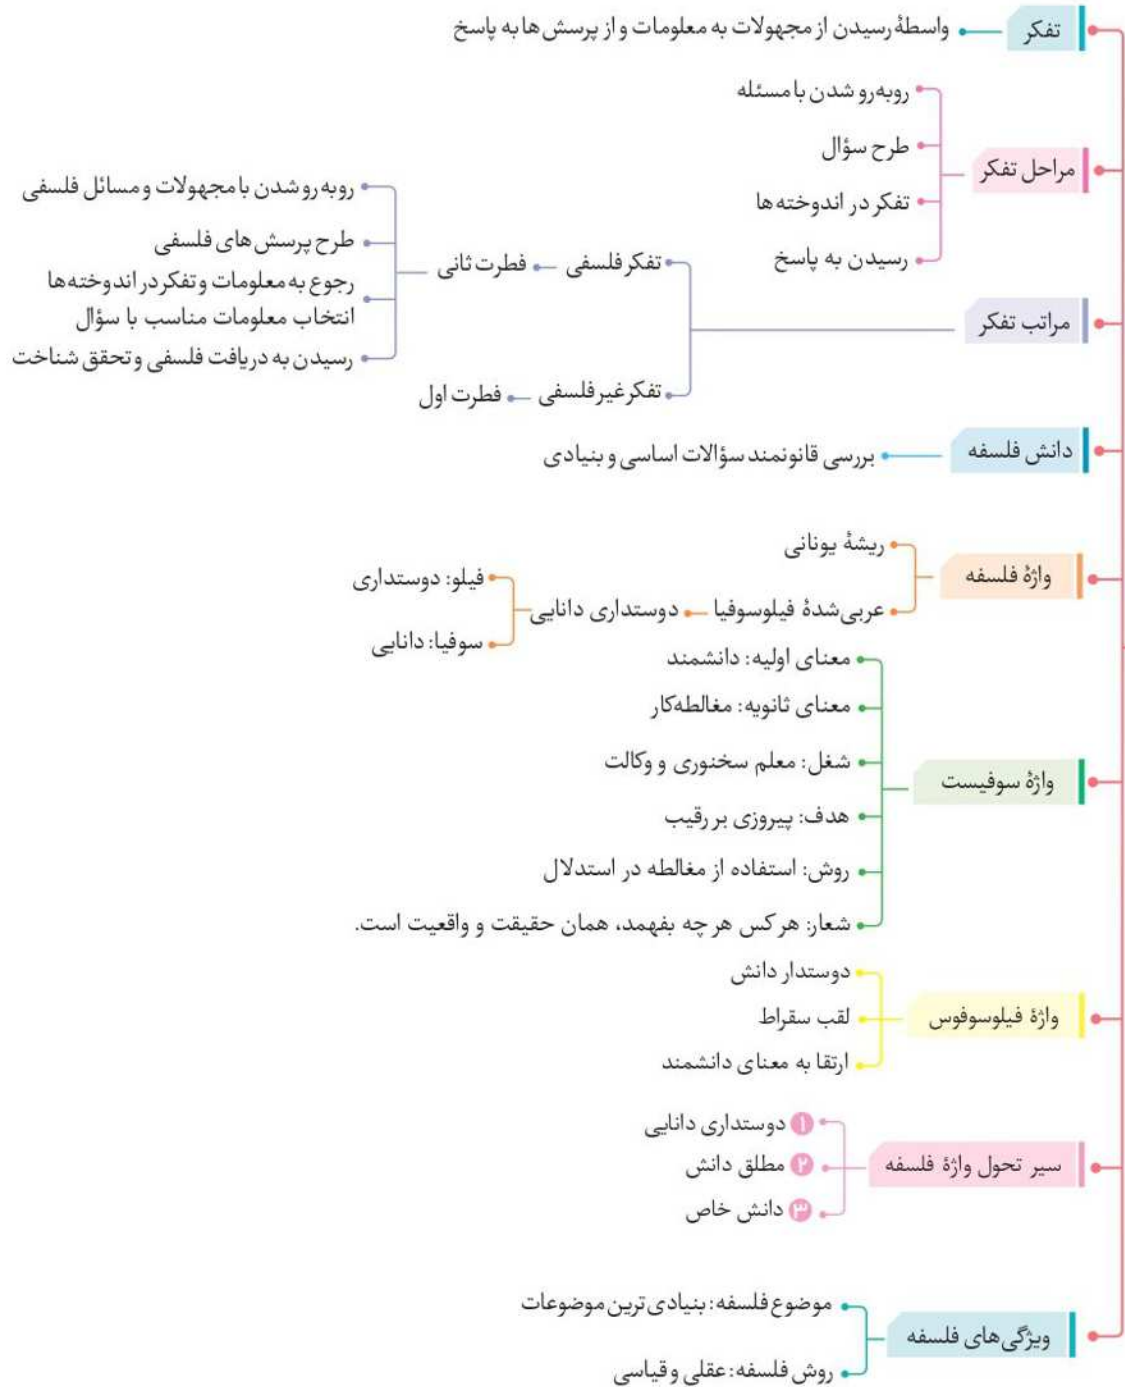 تفکر
واسطهٔ رسیدن از مجهولات به معلومات و از پرسش‌ها به پاسخ
مراحل تفکر
روبه‌رو شدن با مسئله
طرح سؤال
تفکر در اندوخته‌ها
رسیدن به پاسخ
مراتب تفکر
تفکر فلسفی
فطرت ثانی
روبه‌رو شدن با مجهولات و مسائل فلسفی
طرح پرسش‌های فلسفی
رجوع به معلومات و تفکر در اندوخته‌ها
انتخاب معلومات مناسب با سؤال
رسیدن به دریافت فلسفی و تحقق شناخت
تفکر غیر فلسفی
فطرت اول
دانش فلسفه
بررسی قانونمند سؤالات اساسی و بنیادی
واژهٔ فلسفه
ریشهٔ یونانی
عربی‌شدهٔ فیلوسوفیا
دوستداری دانایی
فیلو: دوستداری
سوفیا: دانایی
واژهٔ سوفیست
معنای اولیه: دانشمند
معنای ثانویه: مغالطه‌کار
شغل: معلم سخنوری و وکالت
هدف: پیروزی بر رقیب
روش: استفاده از مغالطه در استدلال
شعار: هر کس هر چه بفهمد، همان حقیقت و واقعیت است.
واژهٔ فیلوسوفوس
دوستدار دانش
لقب سقراط
ارتقا به معنای دانشمند
سیر تحول واژهٔ فلسفه
۱ دوستداری دانایی
۲ مطلق دانش
۳ دانش خاص
ویژگی‌های فلسفه
موضوع فلسفه: بنیادی‌ترین موضوعات
روش فلسفه: عقلی و قیاسی